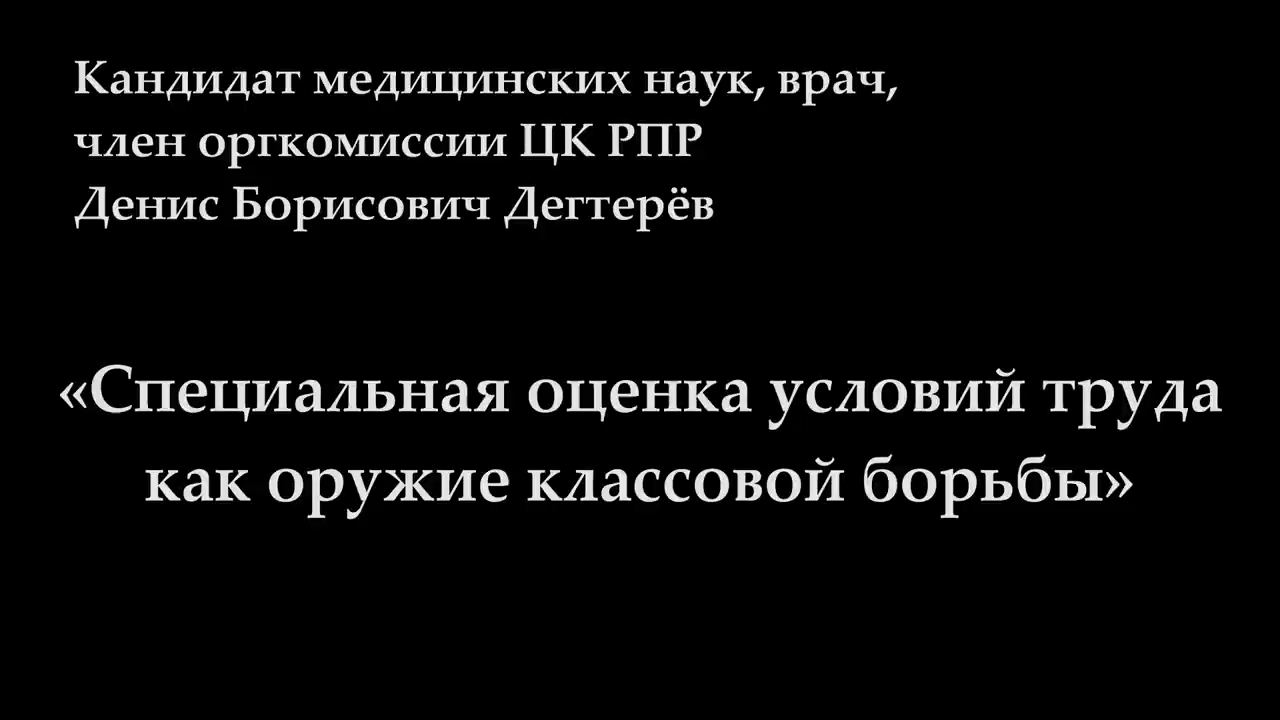 Кандидат медицинских наук, врач,
член оргкомиссии ЦК РПР
Денис Борисович Дегтерёв
«Специальная оценка условий труда
как оружие классовой борьбы»